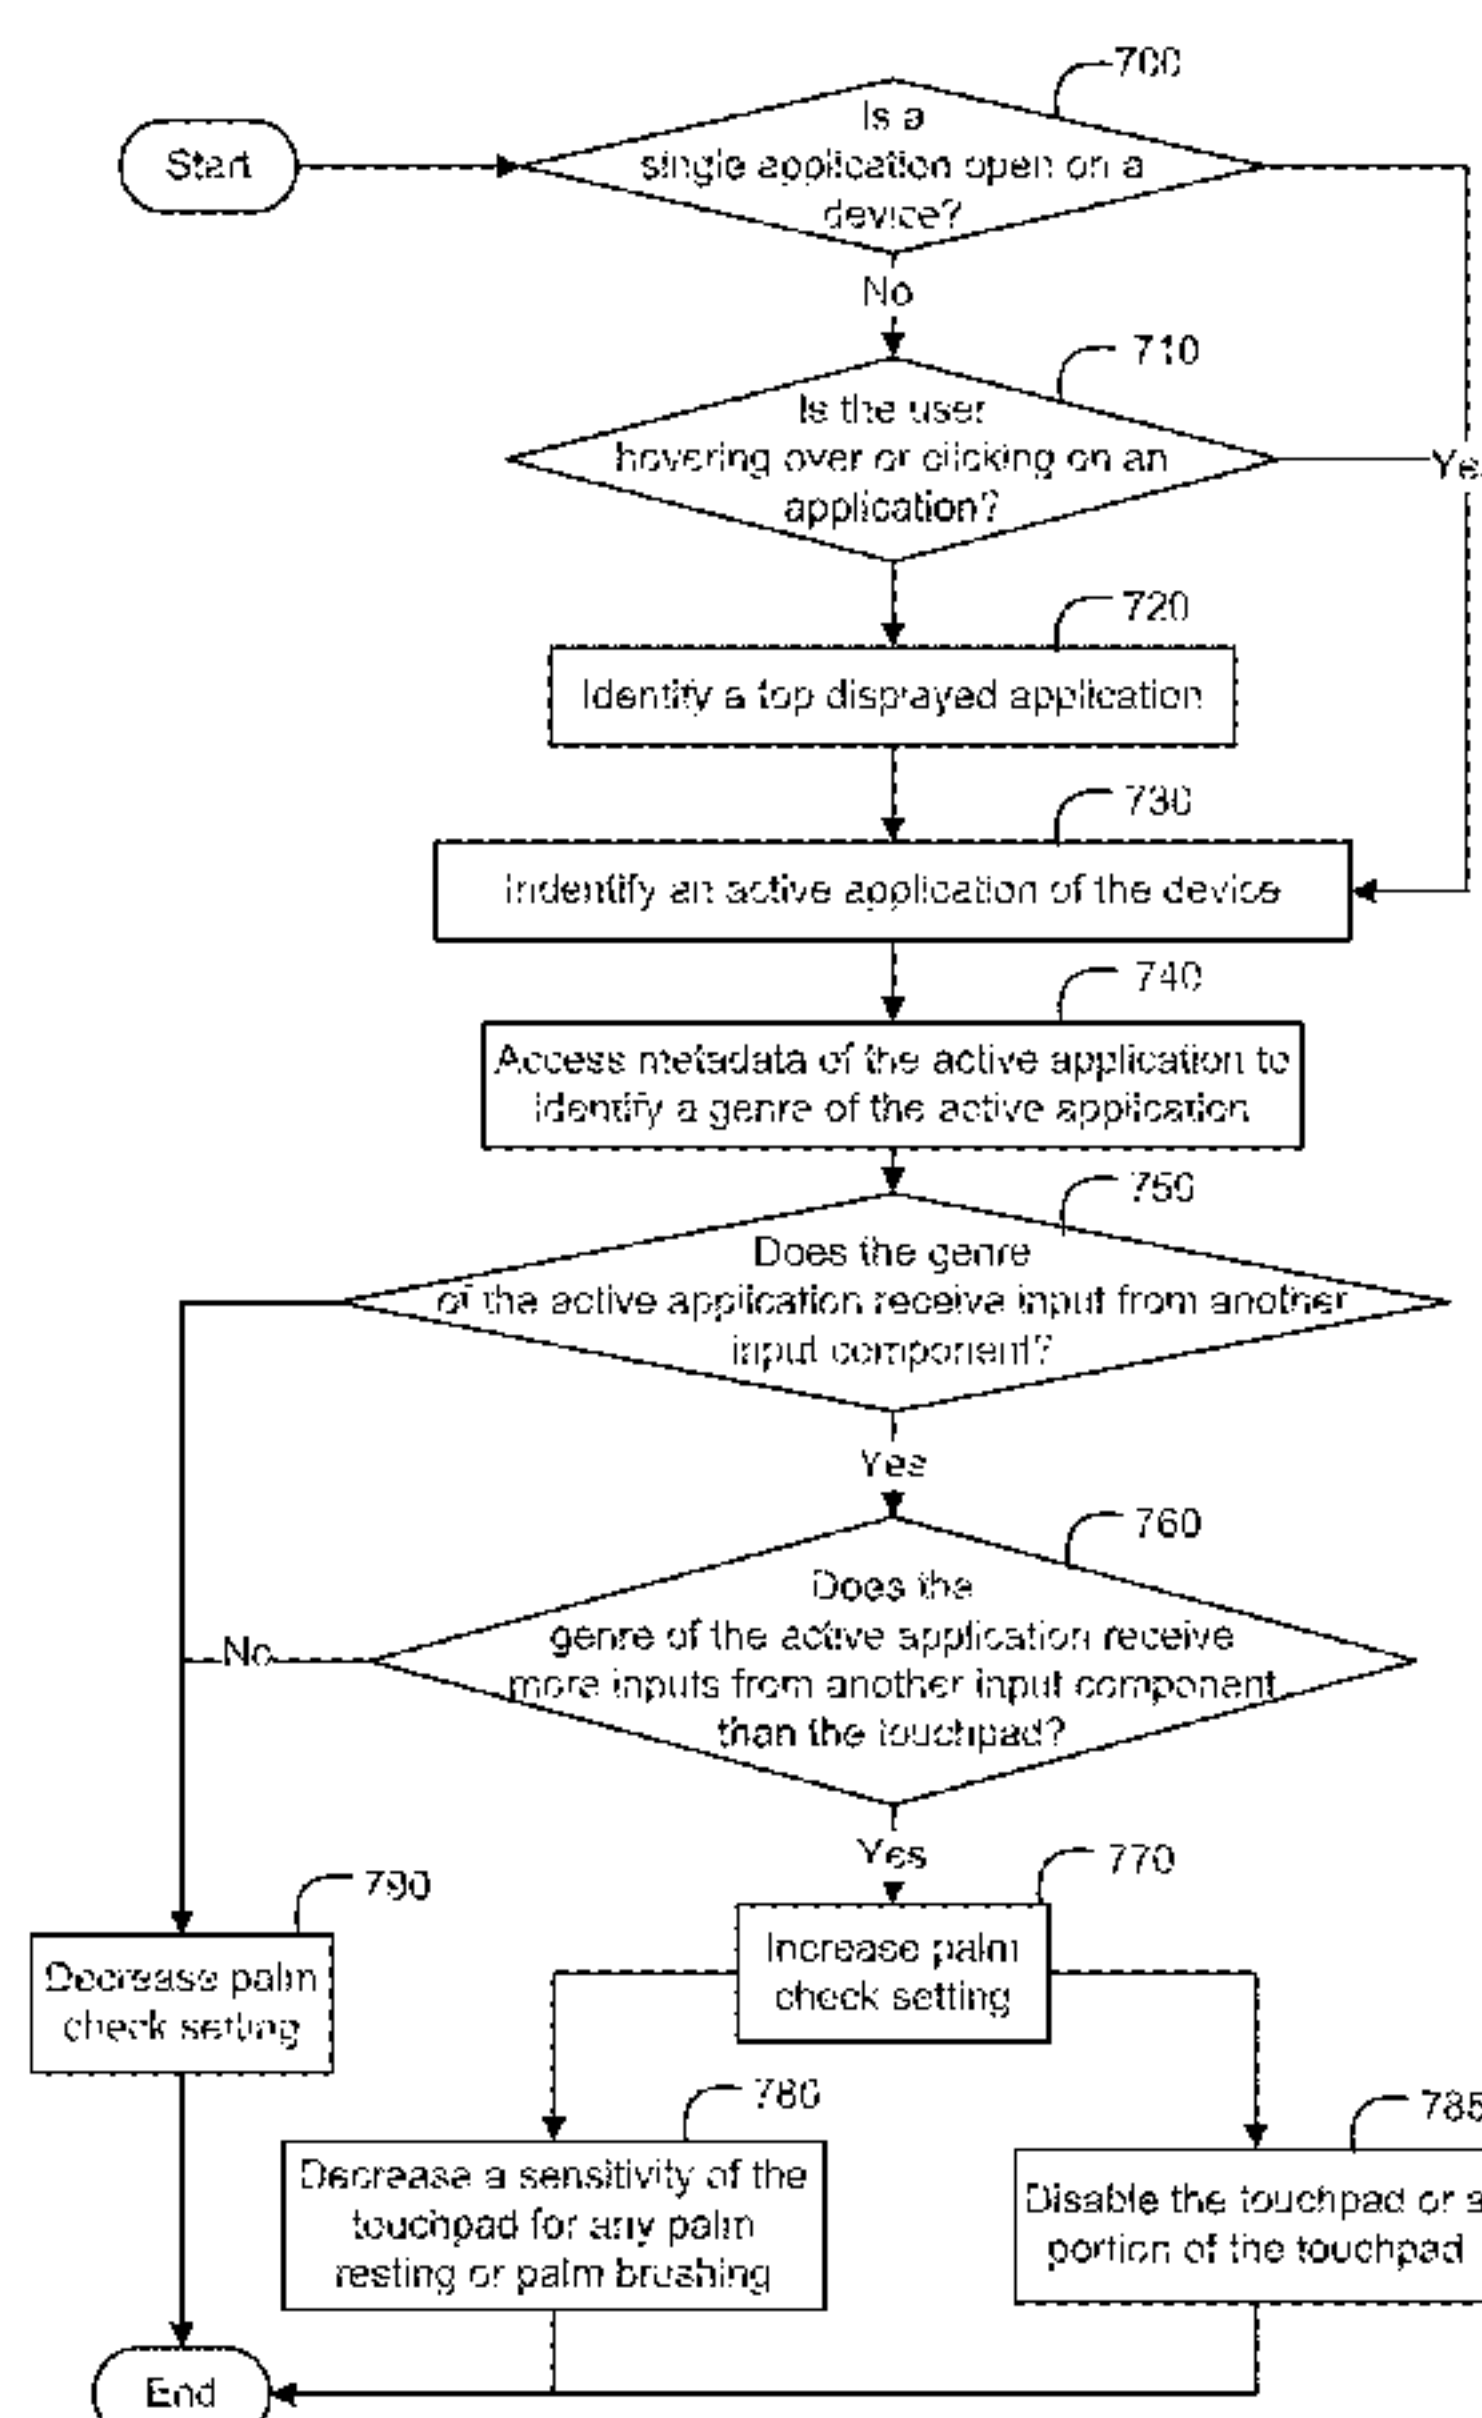 700
Start
Is a
single application open on a
device?
No
710
Is the user
hovering over or clicking on an
application?
720
Identify a top displayed application
730
Indentify an active application of the device
740
Access metadata of the active application to
identify a genre of the active application
750
Does the genre
of the active application receive input from another
input component?
Yes
760
Does the
genre of the active application receive
more inputs from another input component
than the touchpad?
No
Yes
770
Increase palm
check setting
790
Decrease palm
check setting
780
Decrease a sensitivity of the
touchpad for any palm
resting or palm brushing
785
Disable the touchpad or a
portion of the touchpad
End